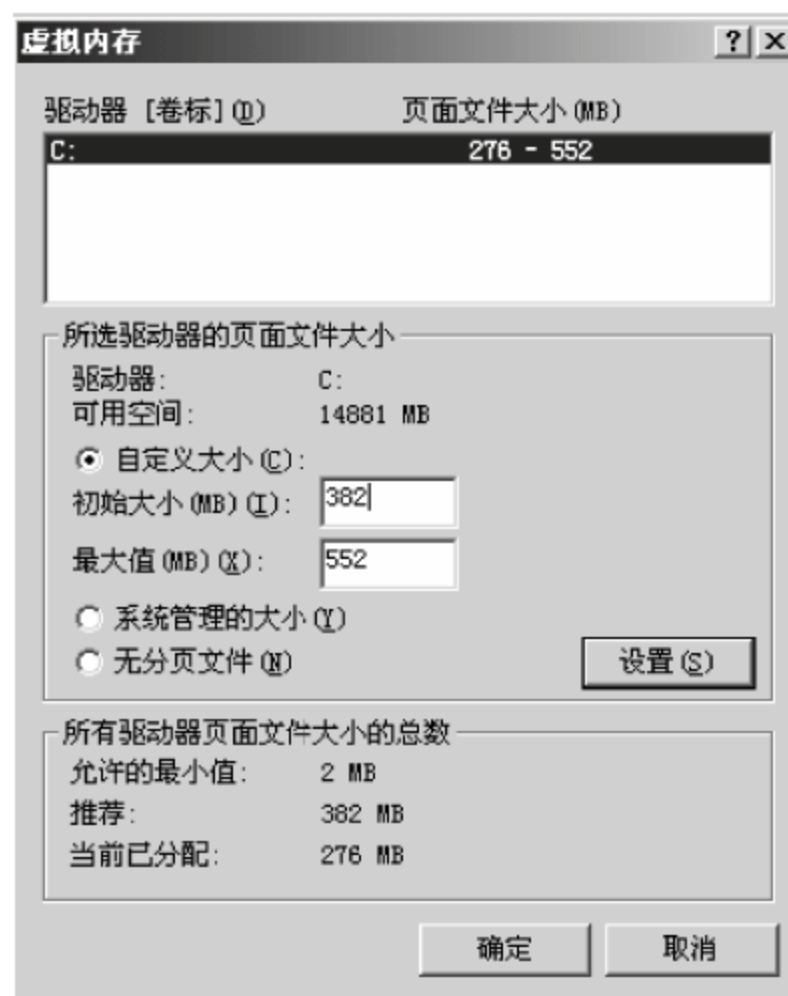 虚拟内存 ? ×
驱动器 [卷标](D) 页面文件大小(MB)
C: 276 - 552
所选驱动器的页面文件大小
驱动器: C:
可用空间: 14881 MB
自定义大小(C):
初始大小(MB)(I): 382
最大值(MB)(X): 552
系统管理的大小(Y)
无分页文件(N) 设置(S)
所有驱动器页面文件大小的总数
允许的最小值: 2 MB
推荐: 382 MB
当前已分配: 276 MB
确定 取消